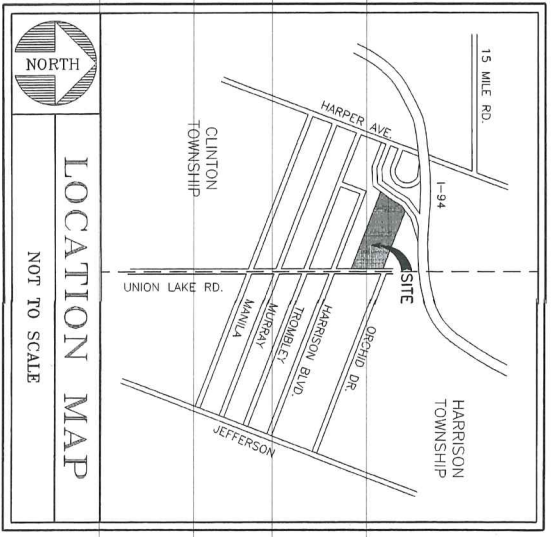 15 MILE RD.
HARPER AVE.
I-94
CLINTON
TOWNSHIP
SITE
UNION LAKE RD.
MANILA
MURRAY
TROMBLEY
HARRISON BLVD.
ORCHID DR.
HARRISON
TOWNSHIP
JEFFERSON
NORTH
LOCATION MAP
NOT TO SCALE